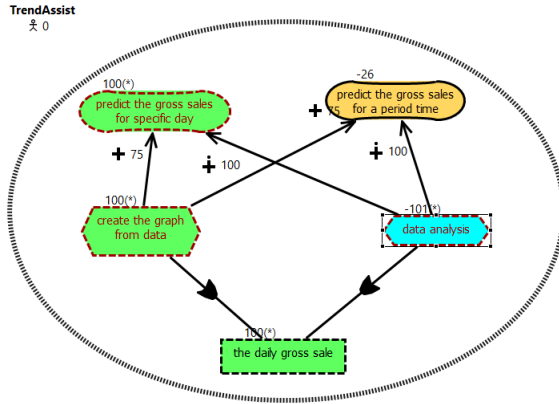 TrendAssist
0
100(*)
predict the gross sales
for specific day
-26
predict the gross sales
for a period time
75
75
100
100
100(*)
create the graph
from data
-101(*)
data analysis
100(*)
the daily gross sale